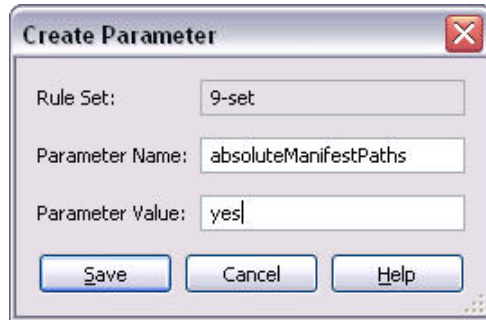 Create Parameter
Rule Set: 9-set
Parameter Name: absoluteManifestPaths
Parameter Value: yes
Save Cancel Help